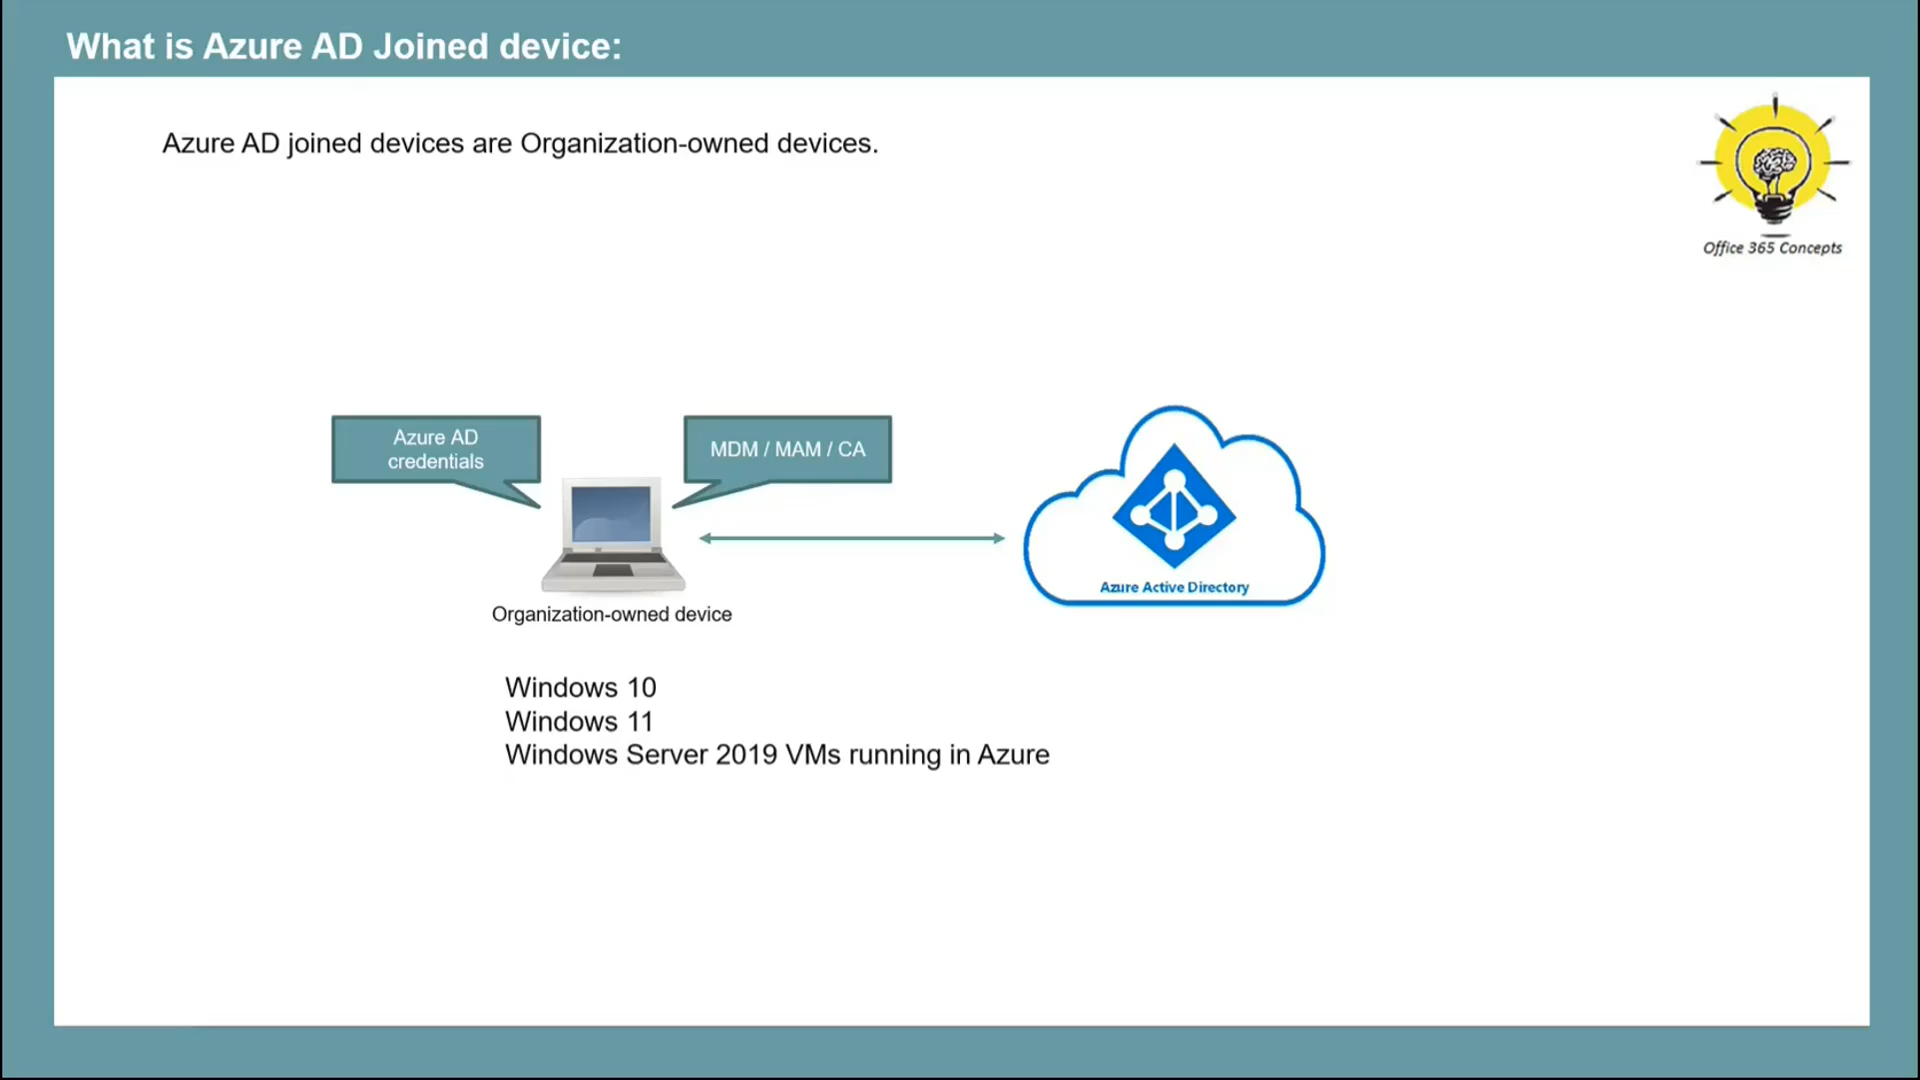 What is Azure AD Joined device:
Azure AD joined devices are Organization-owned devices.
Office 365 Concepts
Azure AD
credentials
MDM / MAM / CA
Azure Active Directory
Organization-owned device
Windows 10
Windows 11
Windows Server 2019 VMs running in Azure